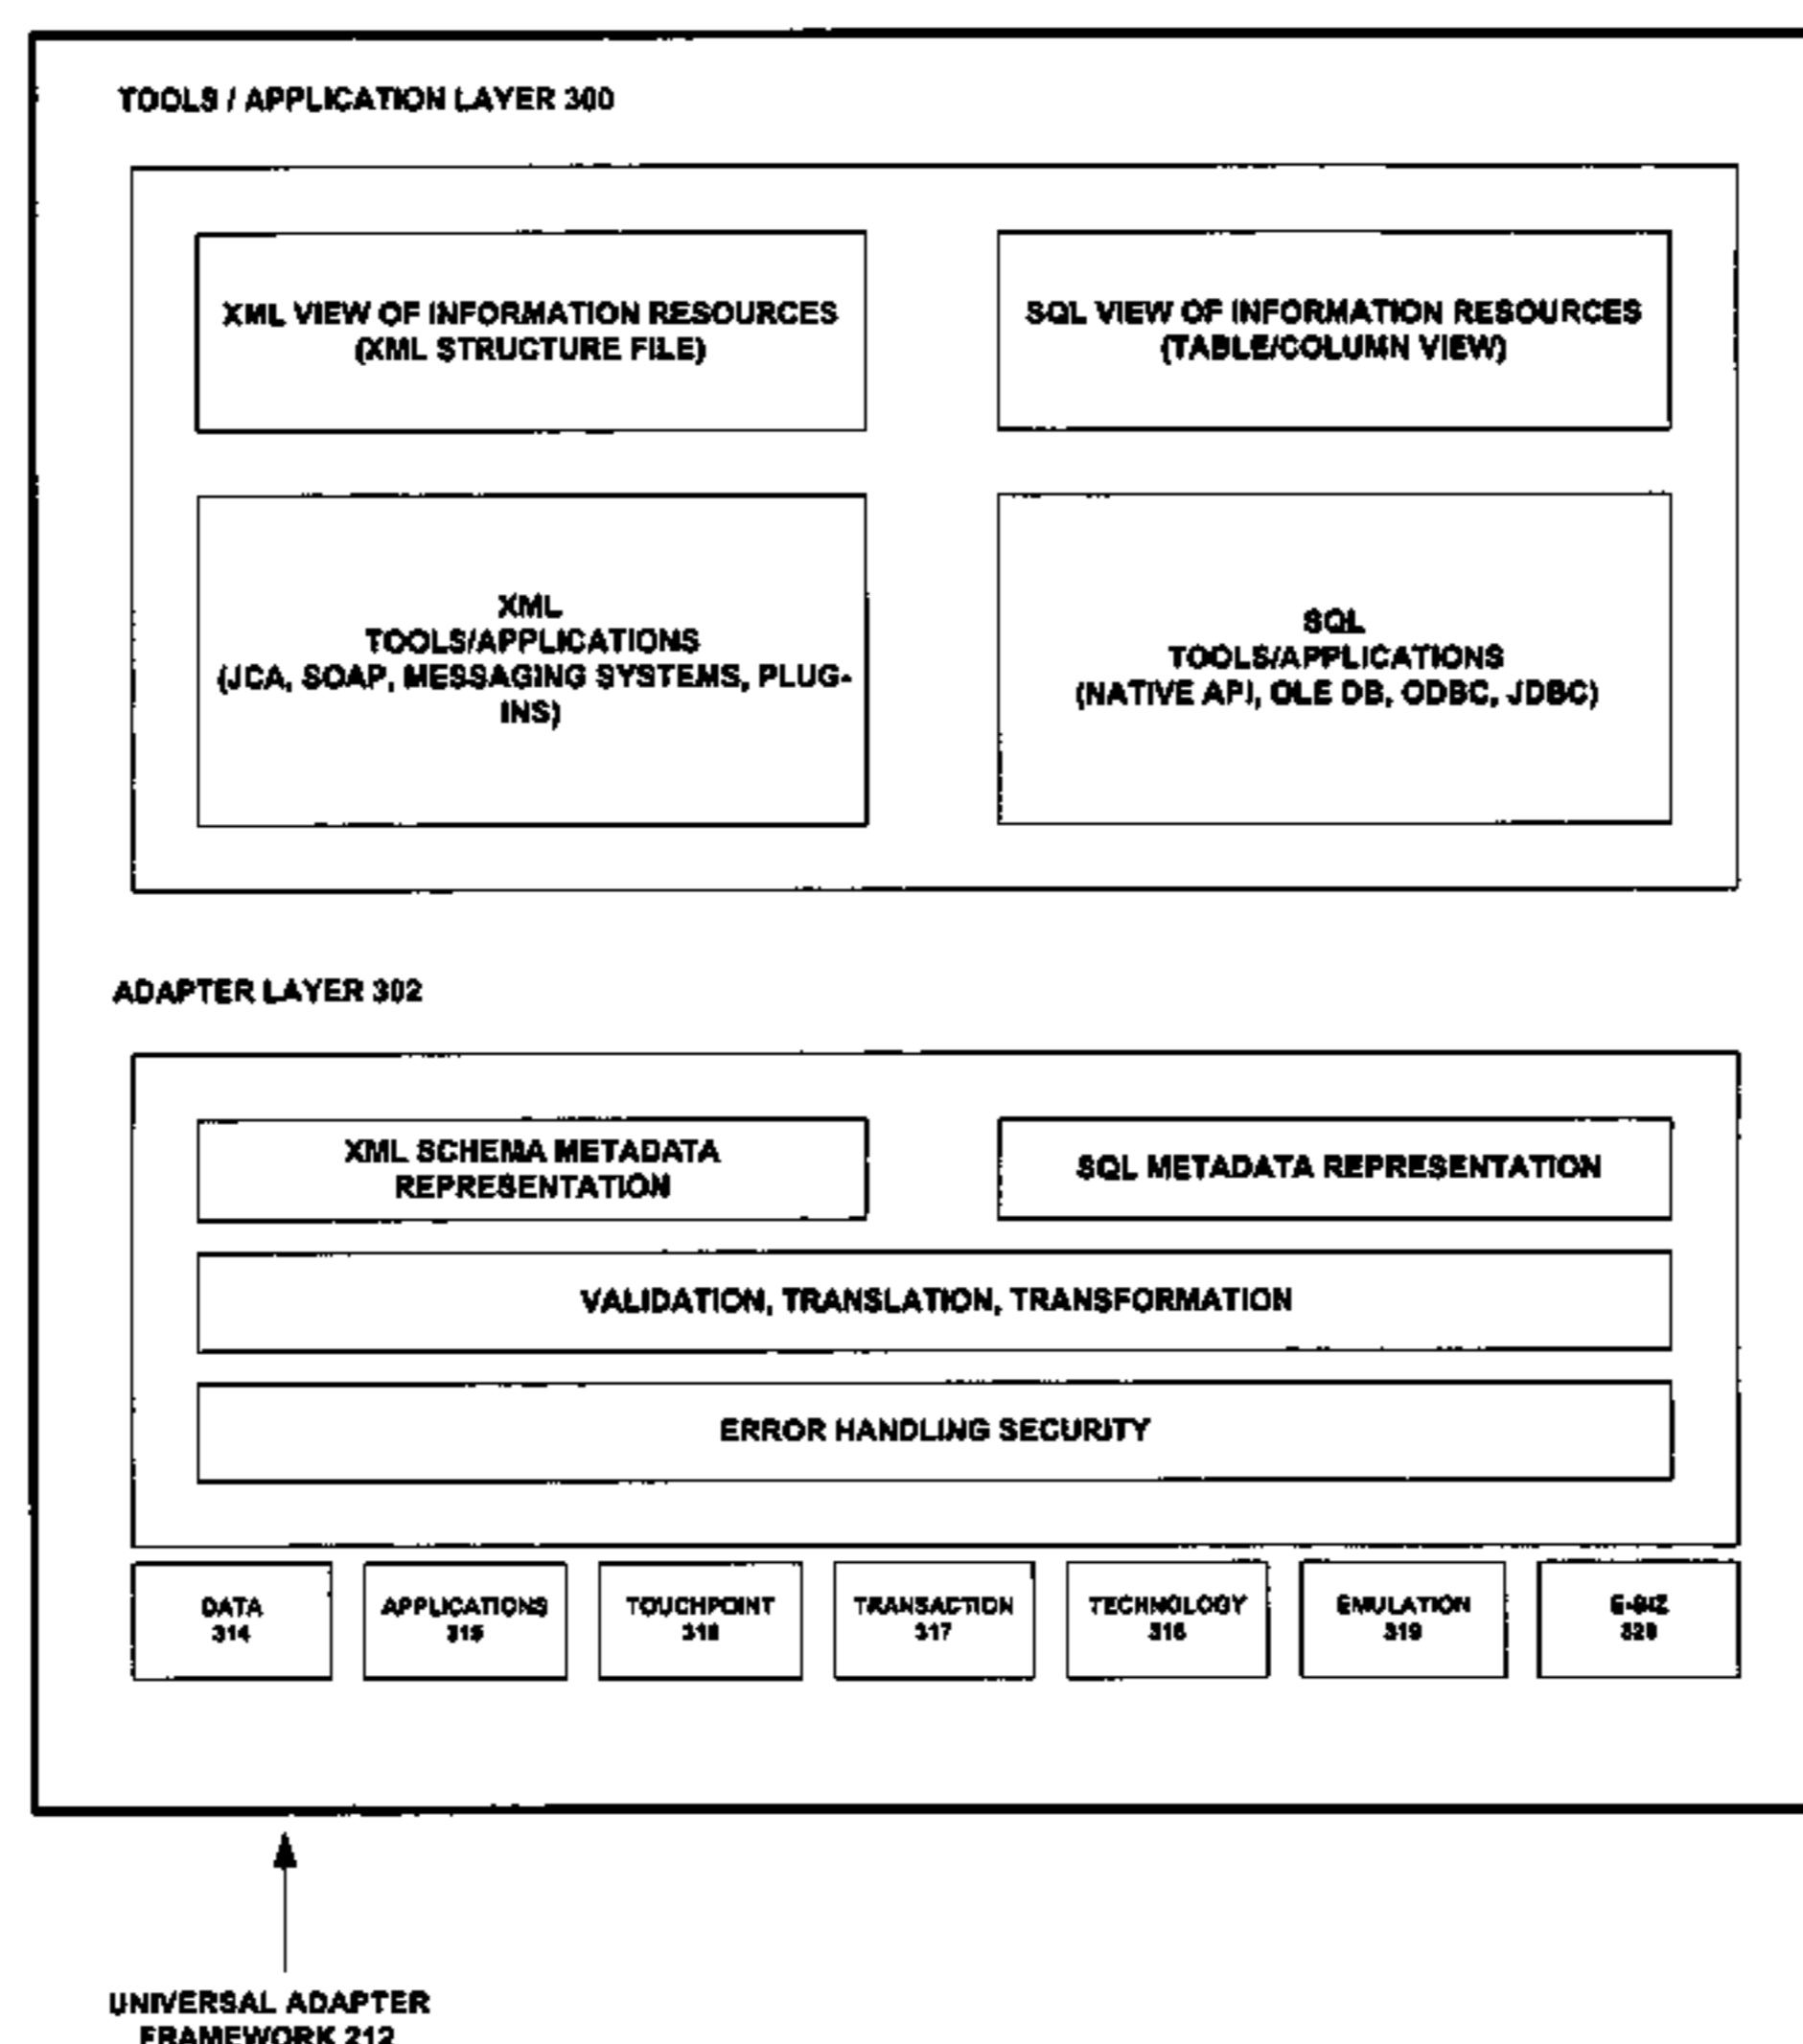 TOOLS / APPLICATION LAYER 300
XML VIEW OF INFORMATION RESOURCES
(XML STRUCTURE FILE)
SQL VIEW OF INFORMATION RESOURCES
(TABLE/COLUMN VIEW)
XML
TOOLS/APPLICATIONS
(JCA, SOAP, MESSAGING SYSTEMS, PLUG-
INS)
SQL
TOOLS/APPLICATIONS
(NATIVE API, OLE DB, ODBC, JDBC)
ADAPTER LAYER 302
XML SCHEMA METADATA
REPRESENTATION
SQL METADATA REPRESENTATION
VALIDATION, TRANSLATION, TRANSFORMATION
ERROR HANDLING SECURITY
DATA
314
APPLICATIONS
315
TOUCHPOINT
TRANSACTION
317
TECHNOLOGY
EMULATION
319
E-BIZ
320
UNIVERSAL ADAPTER
FRAMEWORK 212